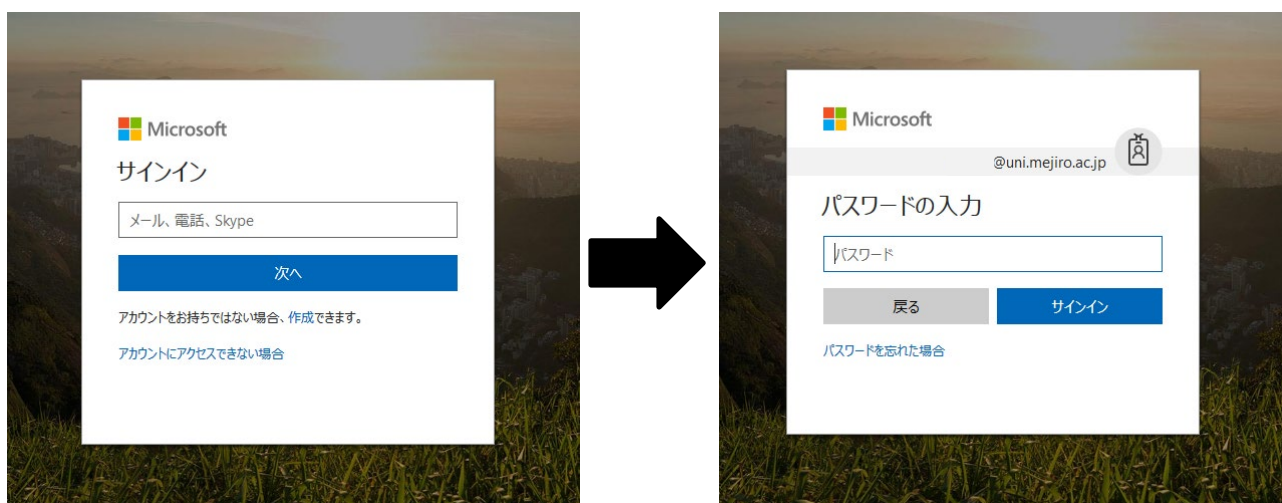 Microsoft
サインイン
メール、電話、Skype
次へ
アカウントをお持ちではない場合、作成できます。
アカウントにアクセスできない場合
Microsoft
@uni.mejiro.ac.jp
パスワードの入力
パスワード
戻る サインイン
パスワードを忘れた場合